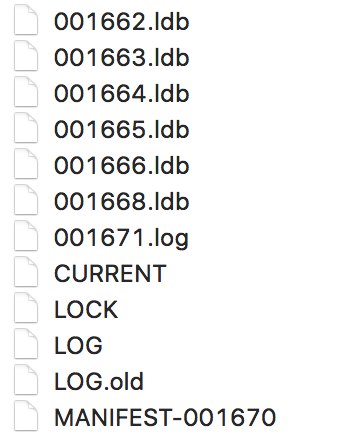 001662.ldb
001663.ldb
001664.ldb
001665.ldb
001666.ldb
001668.ldb
001671.log
CURRENT
LOCK
LOG
LOG.old
MANIFEST-001670